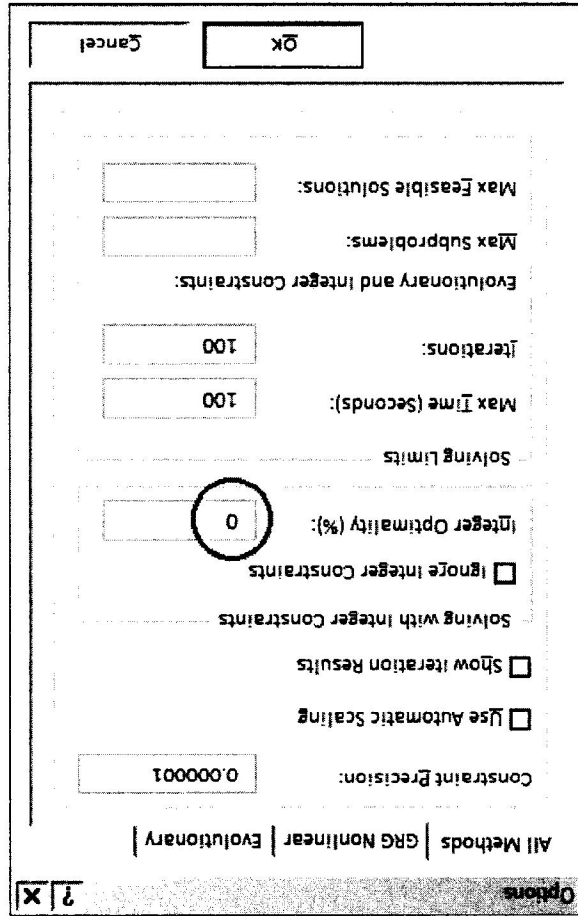 Options ? X
All Methods GRG Nonlinear Evolutionary
Constraint Precision: 0.000001
Use Automatic Scaling
Show Iteration Results
Solving with Integer Constraints
Ignore Integer Constraints
Integer Optimality (%): 0
Solving Limits
Max Time (Seconds): 100
Iterations: 100
Evolutionary and Integer Constraints:
Max Subproblems:
Max Feasible Solutions:
OK Cancel